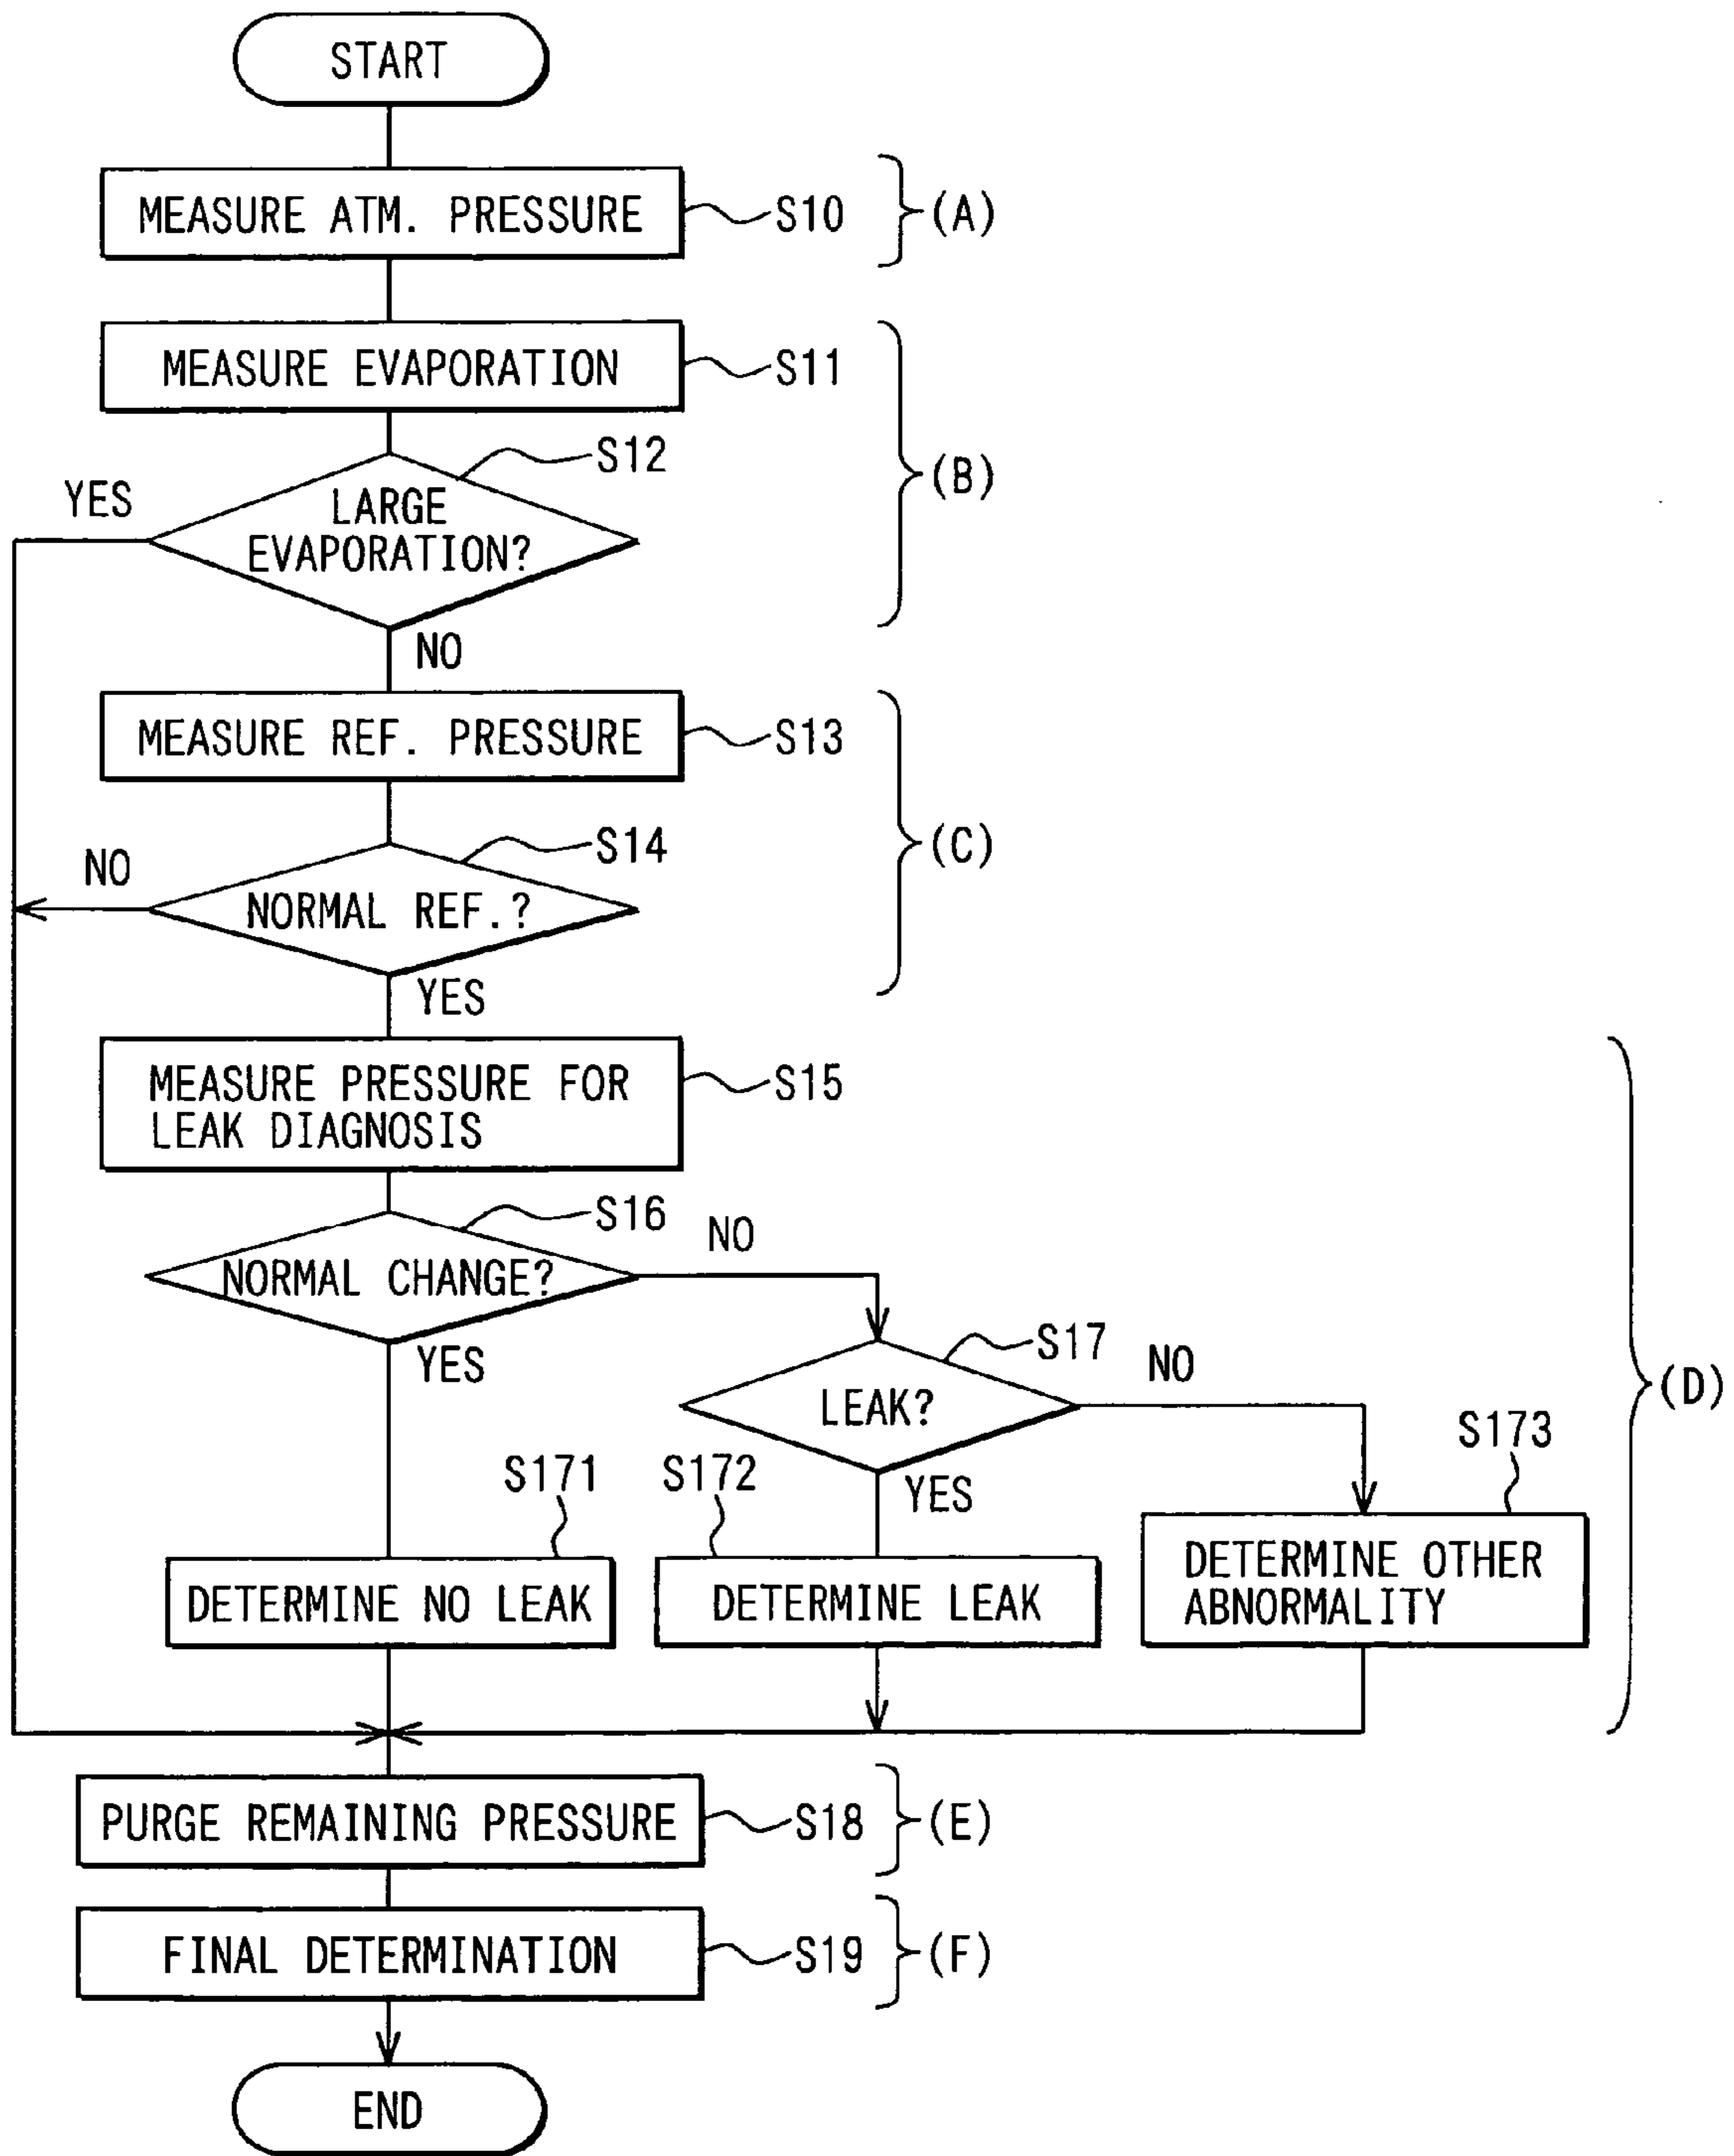 START
MEASURE ATM. PRESSURE
S10
(A)
MEASURE EVAPORATION
S11
(B)
S12
YES
LARGE
EVAPORATION?
NO
MEASURE REF. PRESSURE
S13
(C)
S14
NO
NORMAL REF.?
YES
MEASURE PRESSURE FOR
LEAK DIAGNOSIS
S15
S16
NO
NORMAL CHANGE?
YES
S17
NO
LEAK?
(D)
YES
S171
S172
S173
DETERMINE NO LEAK
DETERMINE LEAK
DETERMINE OTHER
ABNORMALITY
PURGE REMAINING PRESSURE
S18
(E)
FINAL DETERMINATION
S19
(F)
END